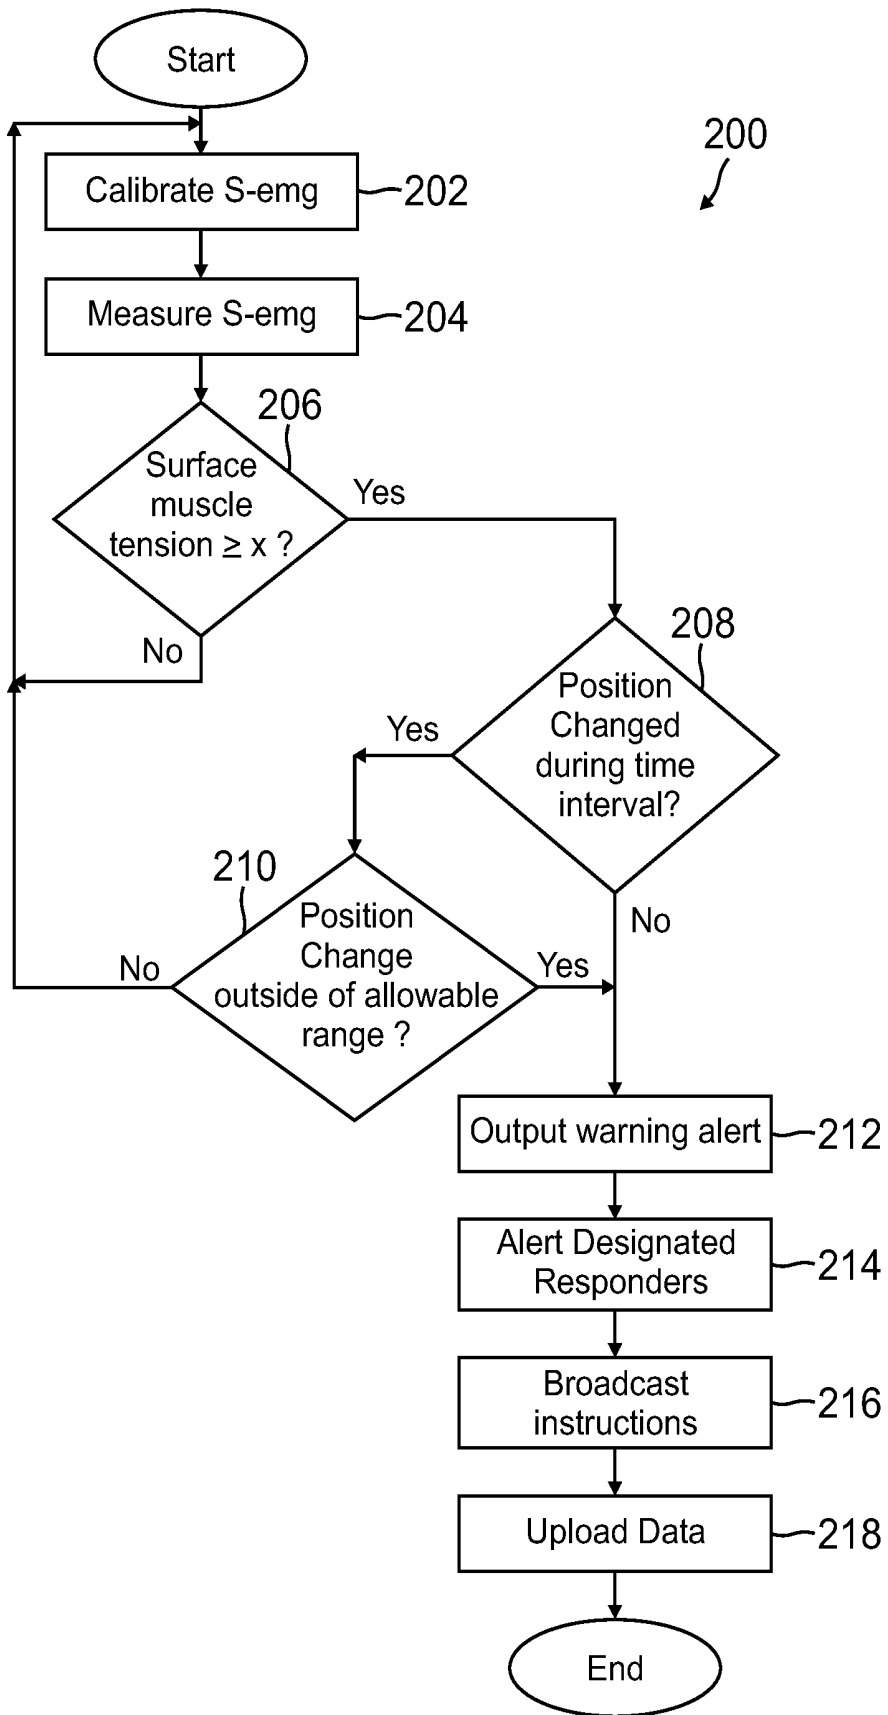 Start
200
Calibrate S-emg
202
Measure S-emg
204
206
Surface
muscle
tension ≥ x ?
Yes
No
208
Position
Changed
during time
interval?
Yes
No
210
Position
Change
outside of allowable
range ?
No
Yes
Output warning alert
212
Alert Designated
Responders
214
Broadcast
instructions
216
Upload Data
218
End